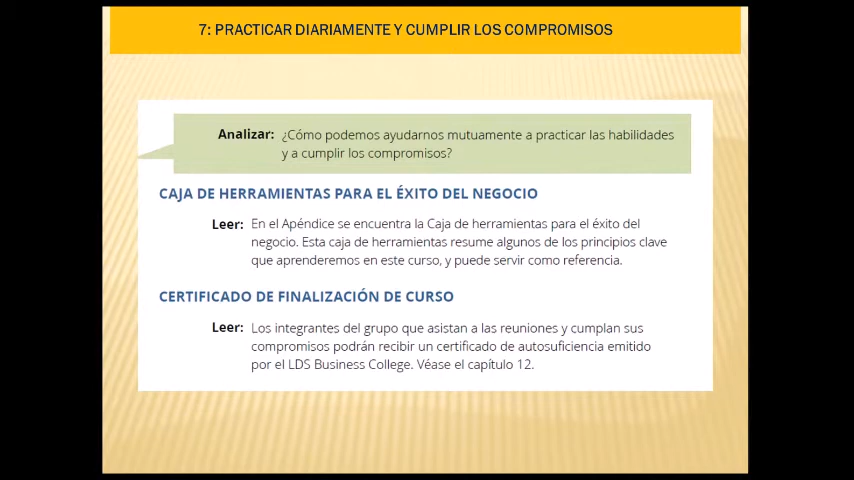 7: PRACTICAR DIARIAMENTE Y CUMPLIR LOS COMPROMISOS
Analizar: ¿Cómo podemos ayudarnos mutuamente a practicar las habilidades
y a cumplir los compromisos?
CAJA DE HERRAMIENTAS PARA EL ÉXITO DEL NEGOCIO
Leer: En el Apéndice se encuentra la Caja de herramientas para el éxito del
negocio. Esta caja de herramientas resume algunos de los principios clave
que aprenderemos en este curso, y puede servir como referencia.
CERTIFICADO DE FINALIZACIÓN DE CURSO
Leer: Los integrantes del grupo que asistan a las reuniones y cumplan sus
compromisos podrán recibir un certificado de autosuficiencia emitido
por el LDS Business College. Véase el capítulo 12.